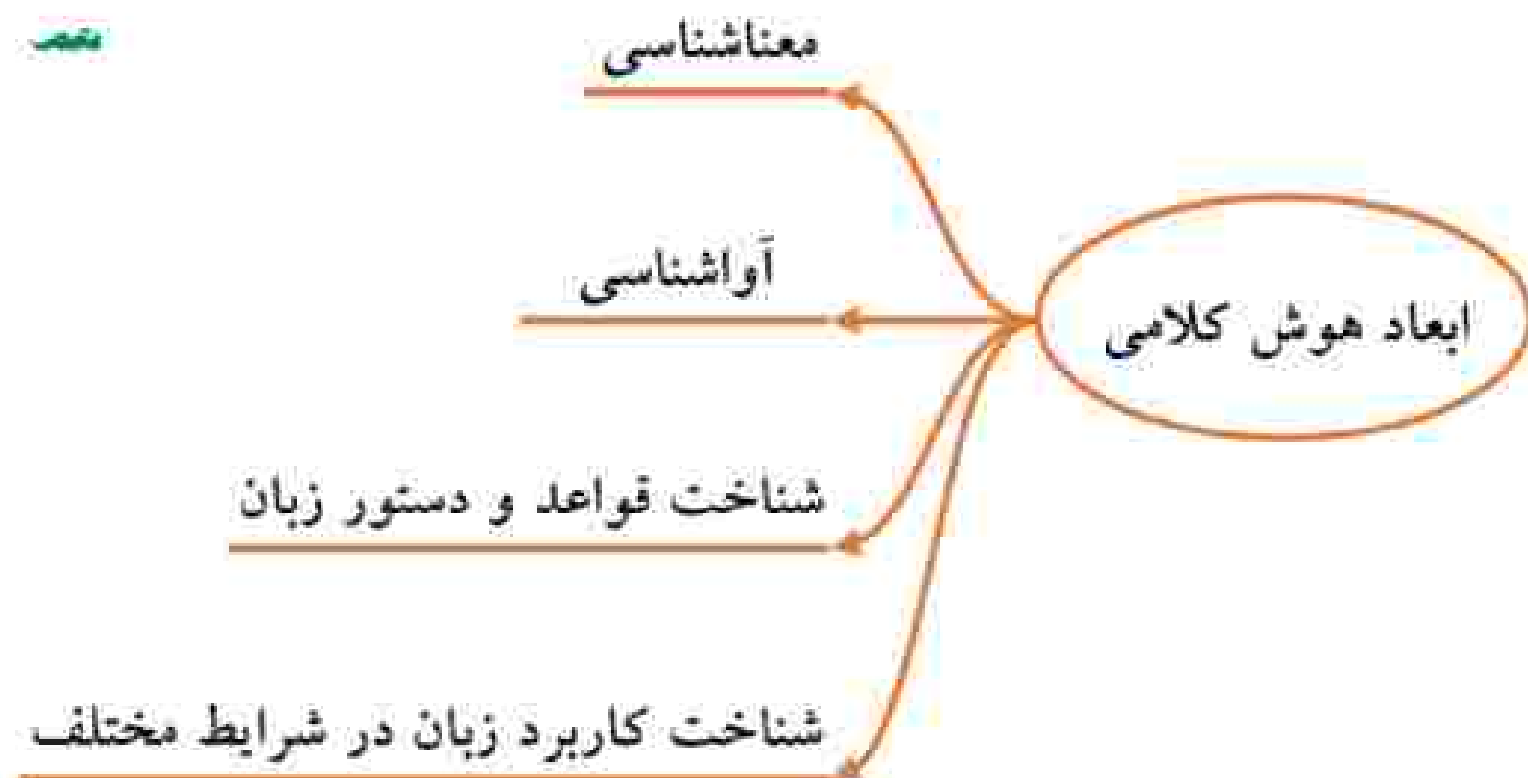 معناشناسی
آواشناسی
ابعاد هوش کلامی
شناخت قواعد و دستور زبان
شناخت کاربرد زبان در شرایط مختلف